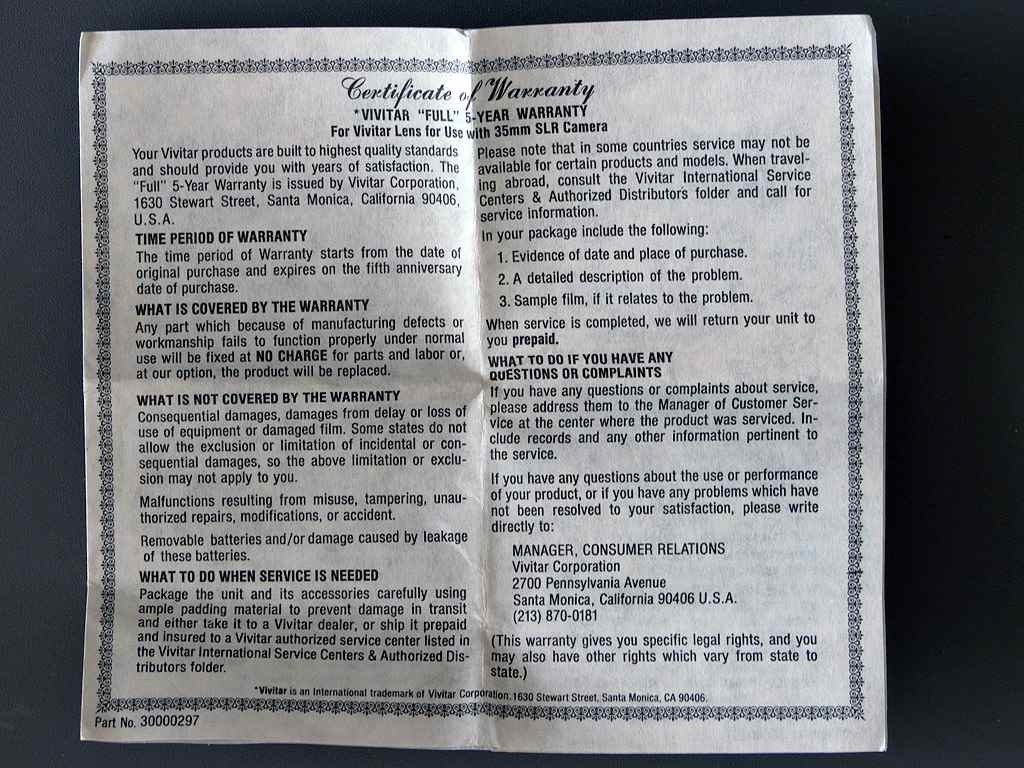 Certificate of Warranty
*VIVITAR "FULL" 5-YEAR WARRANTY
For Vivitar Lens for Use with 35mm SLR Camera
Your Vivitar products are built to highest quality standards
and should provide you with years of satisfaction. The
"Full" 5-Year Warranty is issued by Vivitar Corporation,
1630 Stewart Street, Santa Monica, California 90406,
U.S.A.
TIME PERIOD OF WARRANTY
The time period of Warranty starts from the date of
original purchase and expires on the fifth anniversary
date of purchase.
WHAT IS COVERED BY THE WARRANTY
Any part which because of manufacturing defects or
workmanship fails to function properly under normal
use will be fixed at NO CHARGE for parts and labor or,
at our option, the product will be replaced.
WHAT IS NOT COVERED BY THE WARRANTY
Consequential damages, damages from delay or loss of
use of equipment or damaged film. Some states do not
allow the exclusion or limitation of incidental or con-
sequential damages, so the above limitation or exclu-
sion may not apply to you.
Malfunctions resulting from misuse, tampering, unau-
thorized repairs, modifications, or accident.
Removable batteries and/or damage caused by leakage
of these batteries.
WHAT TO DO WHEN SERVICE IS NEEDED
Package the unit and its accessories carefully using
ample padding material to prevent damage in transit
and either take it to a Vivitar dealer, or ship it prepaid
and insured to a Vivitar authorized service center listed in
the Vivitar International Service Centers & Authorized Dis-
tributors folder.
Please note that in some countries service may not be
available for certain products and models. When travel-
ing abroad, consult the Vivitar International Service
Centers & Authorized Distributors folder and call for
service information.
In your package include the following:
1. Evidence of date and place of purchase.
2. A detailed description of the problem.
3. Sample film, if it relates to the problem.
When service is completed, we will return your unit to
you prepaid.
WHAT TO DO IF YOU HAVE ANY
QUESTIONS OR COMPLAINTS
If you have any questions or complaints about service,
please address them to the Manager of Customer Ser-
vice at the center where the product was serviced. In-
clude records and any other information pertinent to
the service.
If you have any questions about the use or performance
of your product, or if you have any problems which have
not been resolved to your satisfaction, please write
directly to:
MANAGER, CONSUMER RELATIONS
Vivitar Corporation
2700 Pennsylvania Avenue
Santa Monica, California 90406 U.S.A.
(213) 870-0181
(This warranty gives you specific legal rights, and you
may also have other rights which vary from state to
state.)
*Vivitar is an International trademark of Vivitar Corporation, 1630 Stewart Street, Santa Monica, CA 90406.
Part No. 30000297